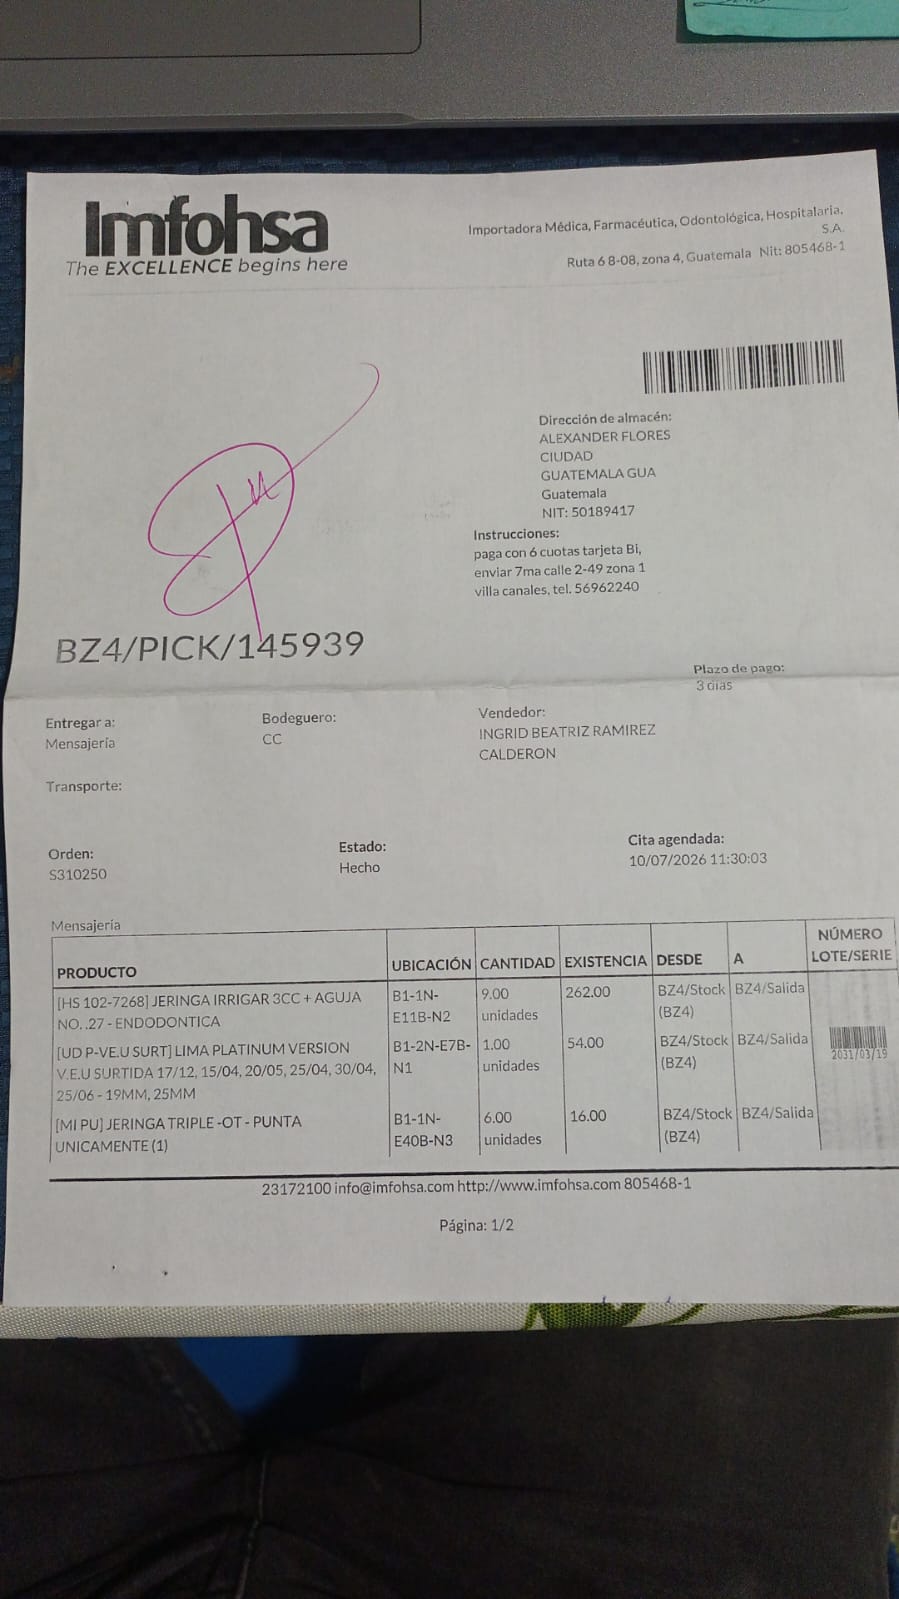 Imfohsa
The EXCELLENCE begins here
Importadora Médica, Farmacéutica, Odontológica, Hospitalaria,
S.A.
Ruta 6 8-08, zona 4, Guatemala Nit: 805468-1
Dirección de almacén:
ALEXANDER FLORES
CIUDAD
GUATEMALA GUA
Guatemala
NIT: 50189417
Instrucciones:
paga con 6 cuotas tarjeta Bi,
enviar 7ma calle 2-49 zona 1
villa canales, tel. 56962240
BZ4/PICK/145939
Plazo de pago:
3 días
Entregar a:
Mensajería
Bodeguero:
CC
Vendedor:
INGRID BEATRIZ RAMIREZ
CALDERON
Transporte:
Orden:
S310250
Estado:
Hecho
Cita agendada:
10/07/2026 11:30:03
Mensajería
PRODUCTO UBICACIÓN CANTIDAD EXISTENCIA DESDE A NÚMERO LOTE/SERIE
[HS 102-7268] JERINGA IRRIGAR 3CC + AGUJA B1-1N- 9.00 262.00 BZ4/Stock BZ4/Salida
NO. .27 - ENDODONTICA E11B-N2 unidades (BZ4)
[UD P-VE.U SURT] LIMA PLATINUM VERSION B1-2N-E7B- 1.00 54.00 BZ4/Stock BZ4/Salida 2031/03/19
V.E.U SURTIDA 17/12, 15/04, 20/05, 25/04, 30/04, N1 unidades (BZ4)
25/06 - 19MM, 25MM
[MI PU] JERINGA TRIPLE -OT - PUNTA B1-1N- 6.00 16.00 BZ4/Stock BZ4/Salida
UNICAMENTE (1) E40B-N3 unidades (BZ4)
23172100 info@imfohsa.com http://www.imfohsa.com 805468-1
Página: 1/2